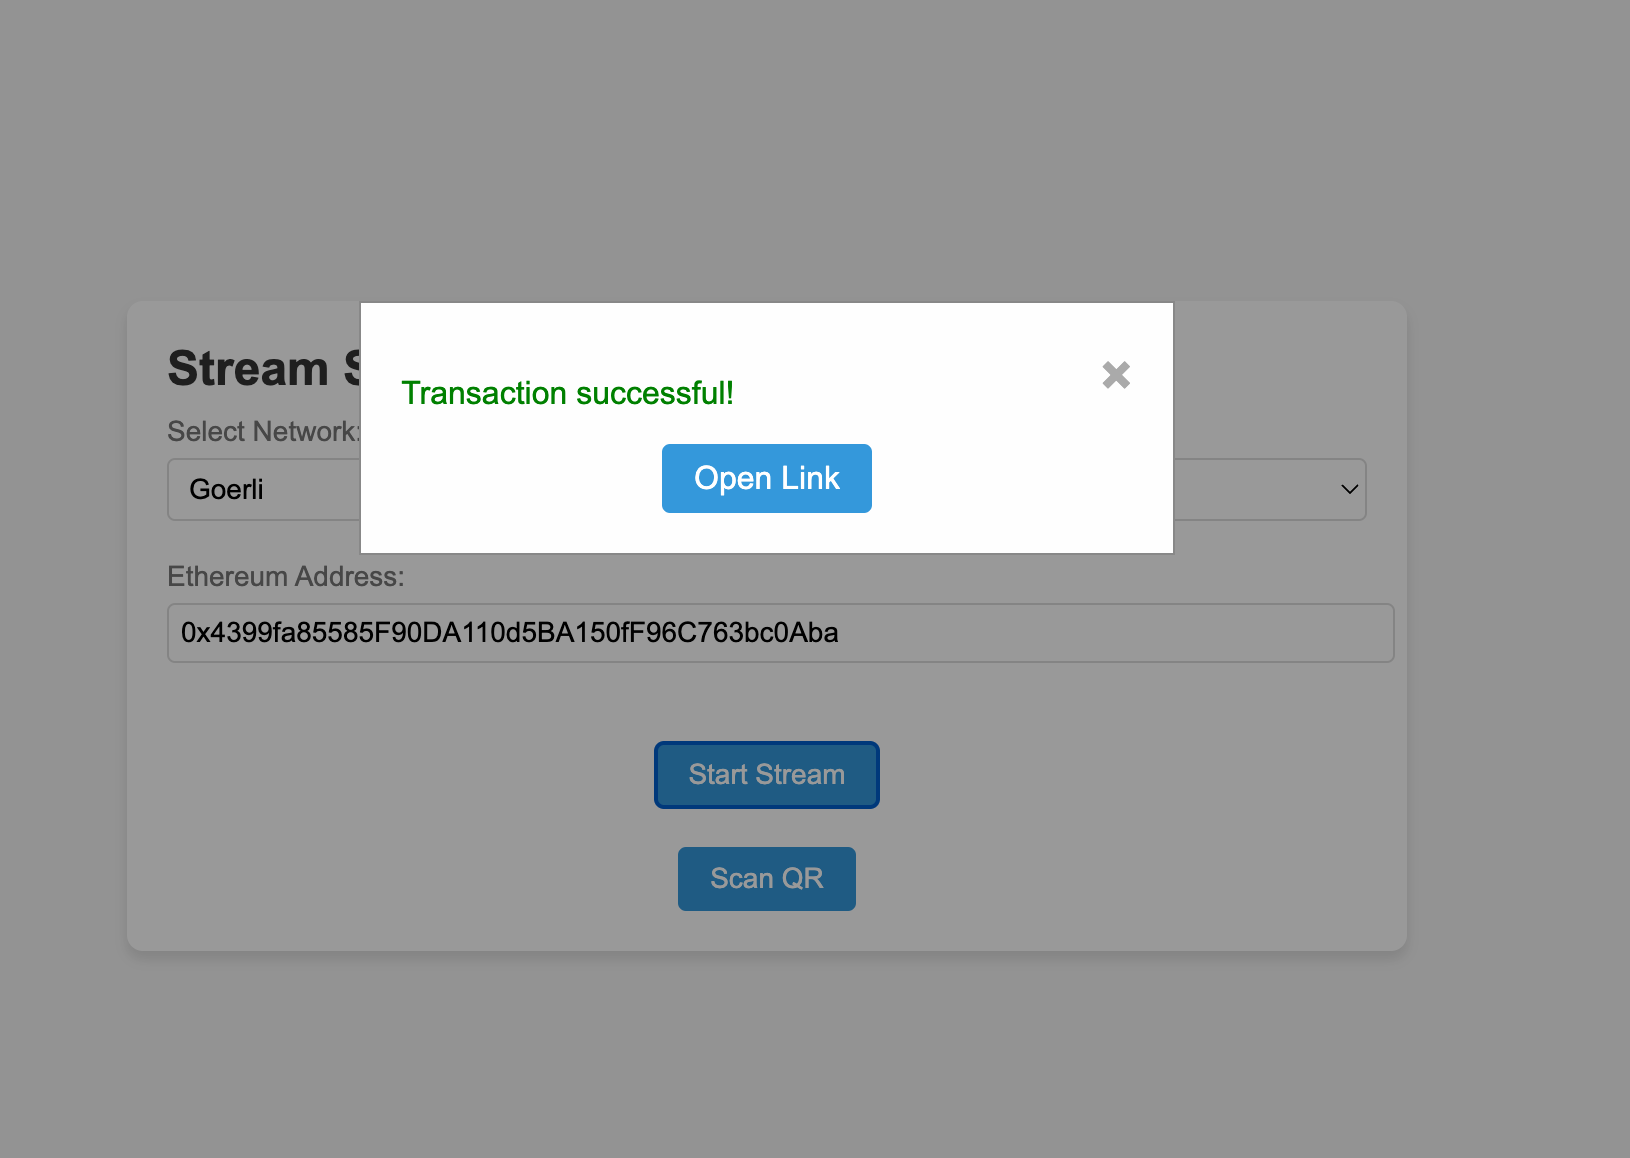 Stream
Transaction successful!
Select Network:
Open Link
Goerli
Ethereum Address:
0x4399fa85585F90DA110d5BA150fF96C763bc0Aba
Start Stream
Scan QR